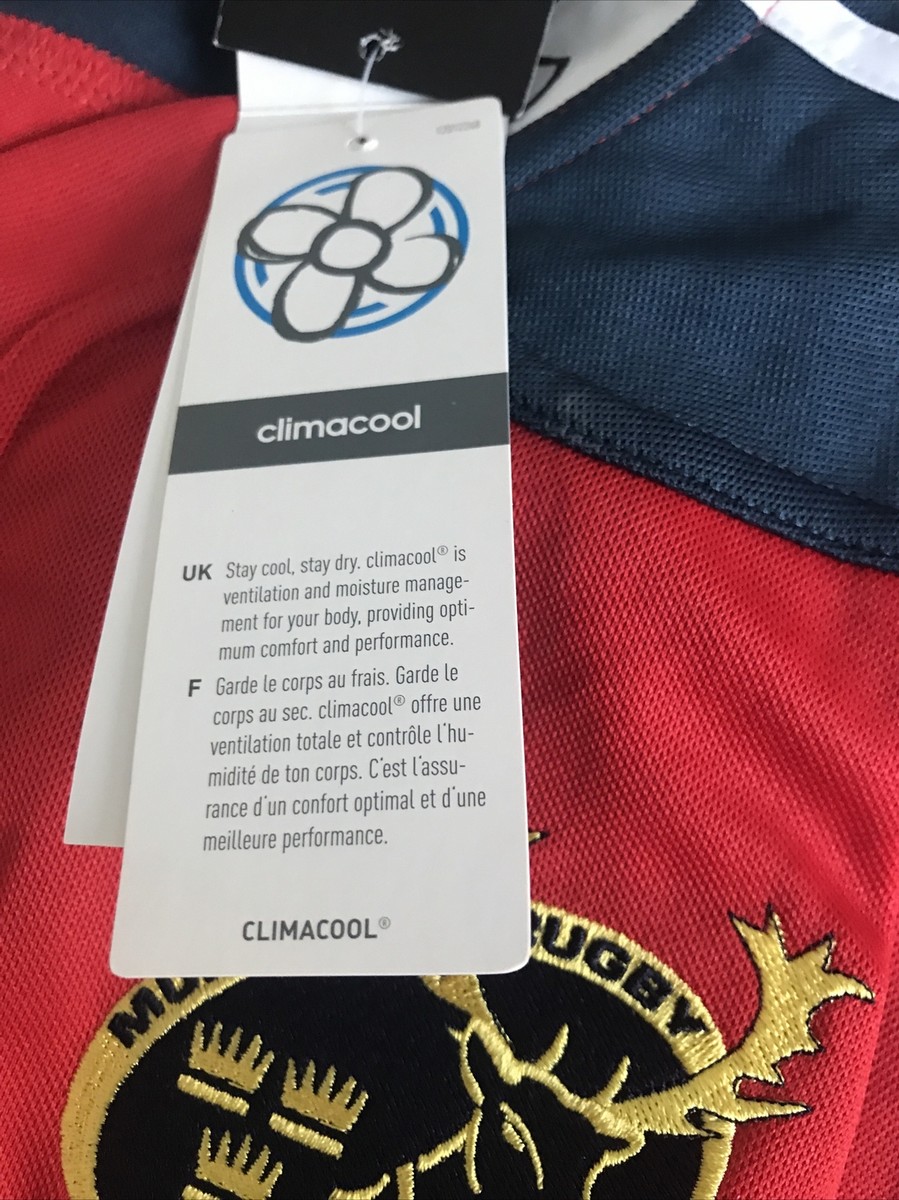 climacool
UK Stay cool, stay dry. climacool® is
ventilation and moisture manage-
ment for your body, providing opti-
mum comfort and performance.
F Garde le corps au frais. Garde le
corps au sec. climacool® offre une
ventilation totale et contrôle l'hu-
midité de ton corps. C'est l'assu-
rance d'un confort optimal et d'une
meilleure performance.
CLIMACOOL®
RUGBY